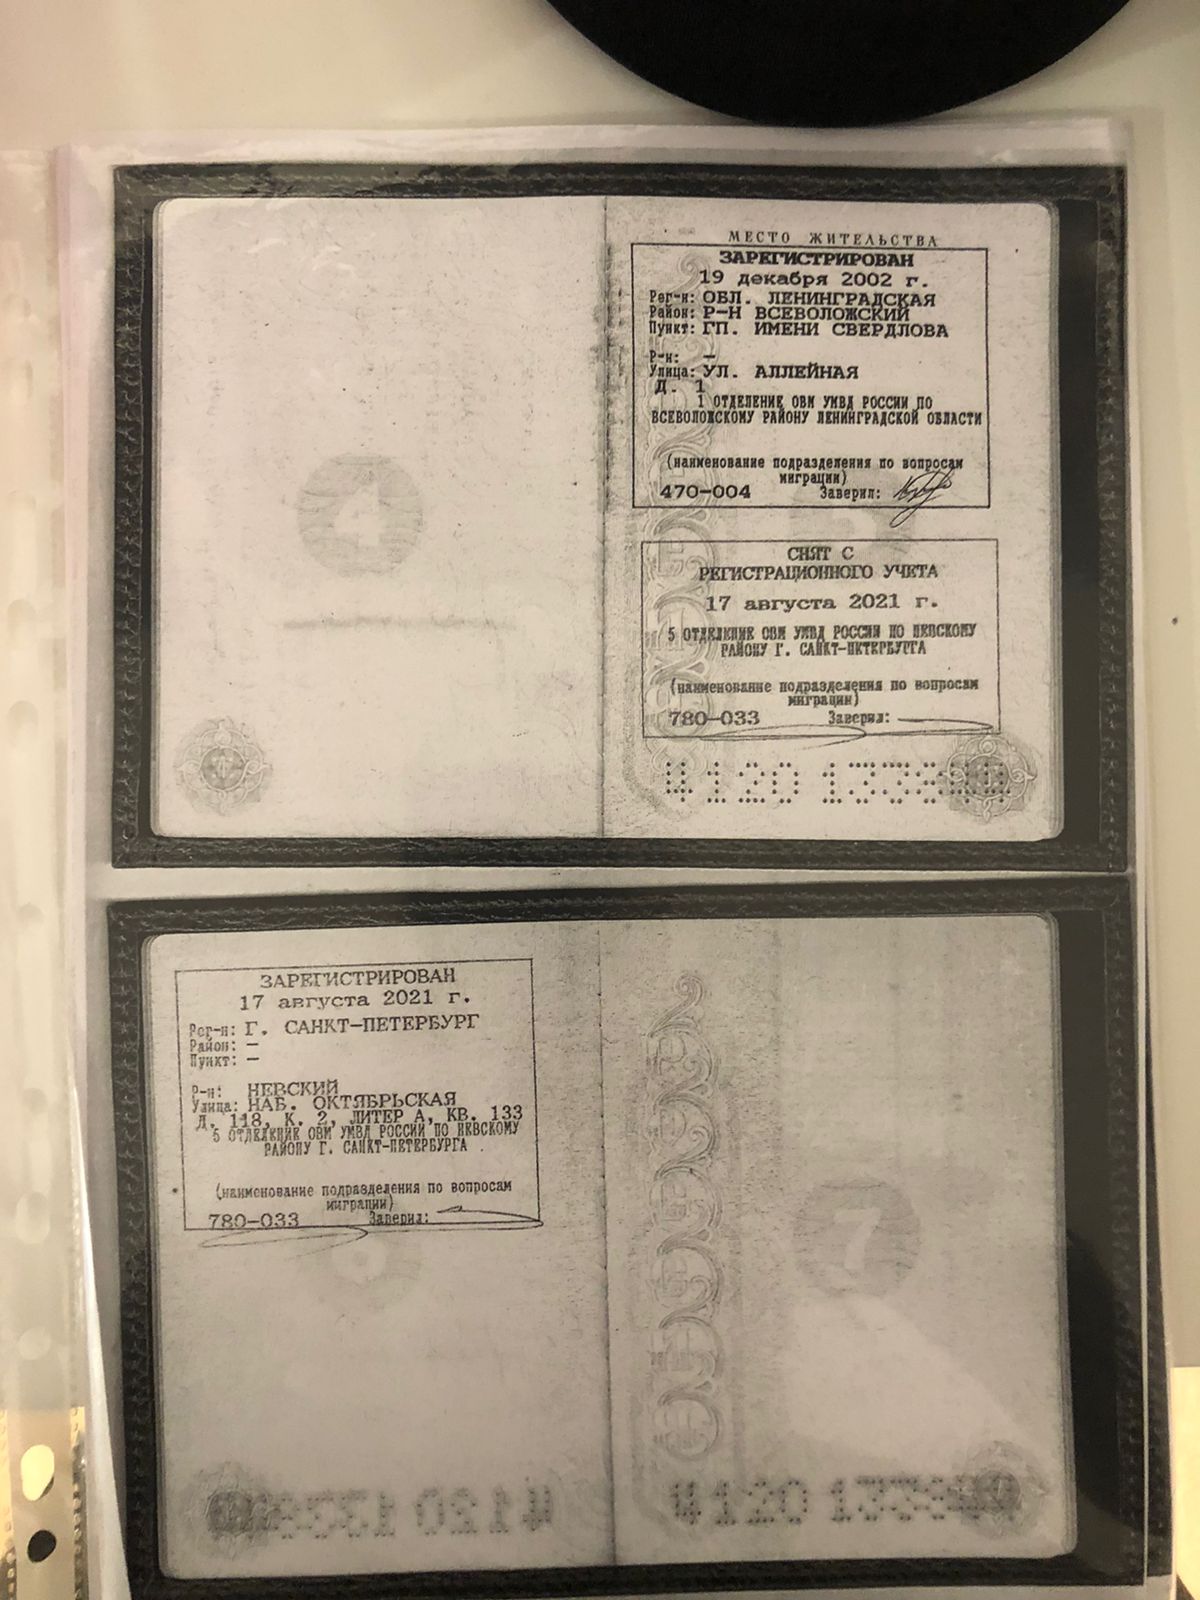 4
МЕСТО ЖИТЕЛЬСТВА
ЗАРЕГИСТРИРОВАН
19 декабря 2002 г.
Рег-н: ОБЛ. ЛЕНИНГРАДСКАЯ
Район: Р-Н ВСЕВОЛОЖСКИЙ
Пункт: ГП. ИМЕНИ СВЕРДЛОВА
Р-н: –
Улица: УЛ. АЛЛЕЙНАЯ
Д. 1
1 ОТДЕЛЕНИЕ ОВМ УМВД РОССИИ ПО
ВСЕВОЛОЖСКОМУ РАЙОНУ ЛЕНИНГРАДСКОЙ ОБЛАСТИ
(наименование подразделения по вопросам
миграции)
470-004 Заверил:
СНЯТ С
РЕГИСТРАЦИОННОГО УЧЕТА
17 августа 2021 г.
5 ОТДЕЛЕНИЕ ОВМ УМВД РОССИИ ПО НЕВСКОМУ
РАЙОНУ Г. САНКТ-ПЕТЕРБУРГА
(наименование подразделения по вопросам
миграции)
780-033 Заверил:
4120 133
ЗАРЕГИСТРИРОВАН
17 августа 2021 г.
Рег-н: Г. САНКТ-ПЕТЕРБУРГ
Район: –
Пункт: –
Р-н: НЕВСКИЙ
Улица: НАБ. ОКТЯБРЬСКАЯ
Д. 118, К. 2, ЛИТЕР А, КВ. 133
5 ОТДЕЛЕНИЕ ОВМ УМВД РОССИИ ПО НЕВСКОМУ
РАЙОНУ Г. САНКТ-ПЕТЕРБУРГА
(наименование подразделения по вопросам
миграции)
780-033 Заверил:
7